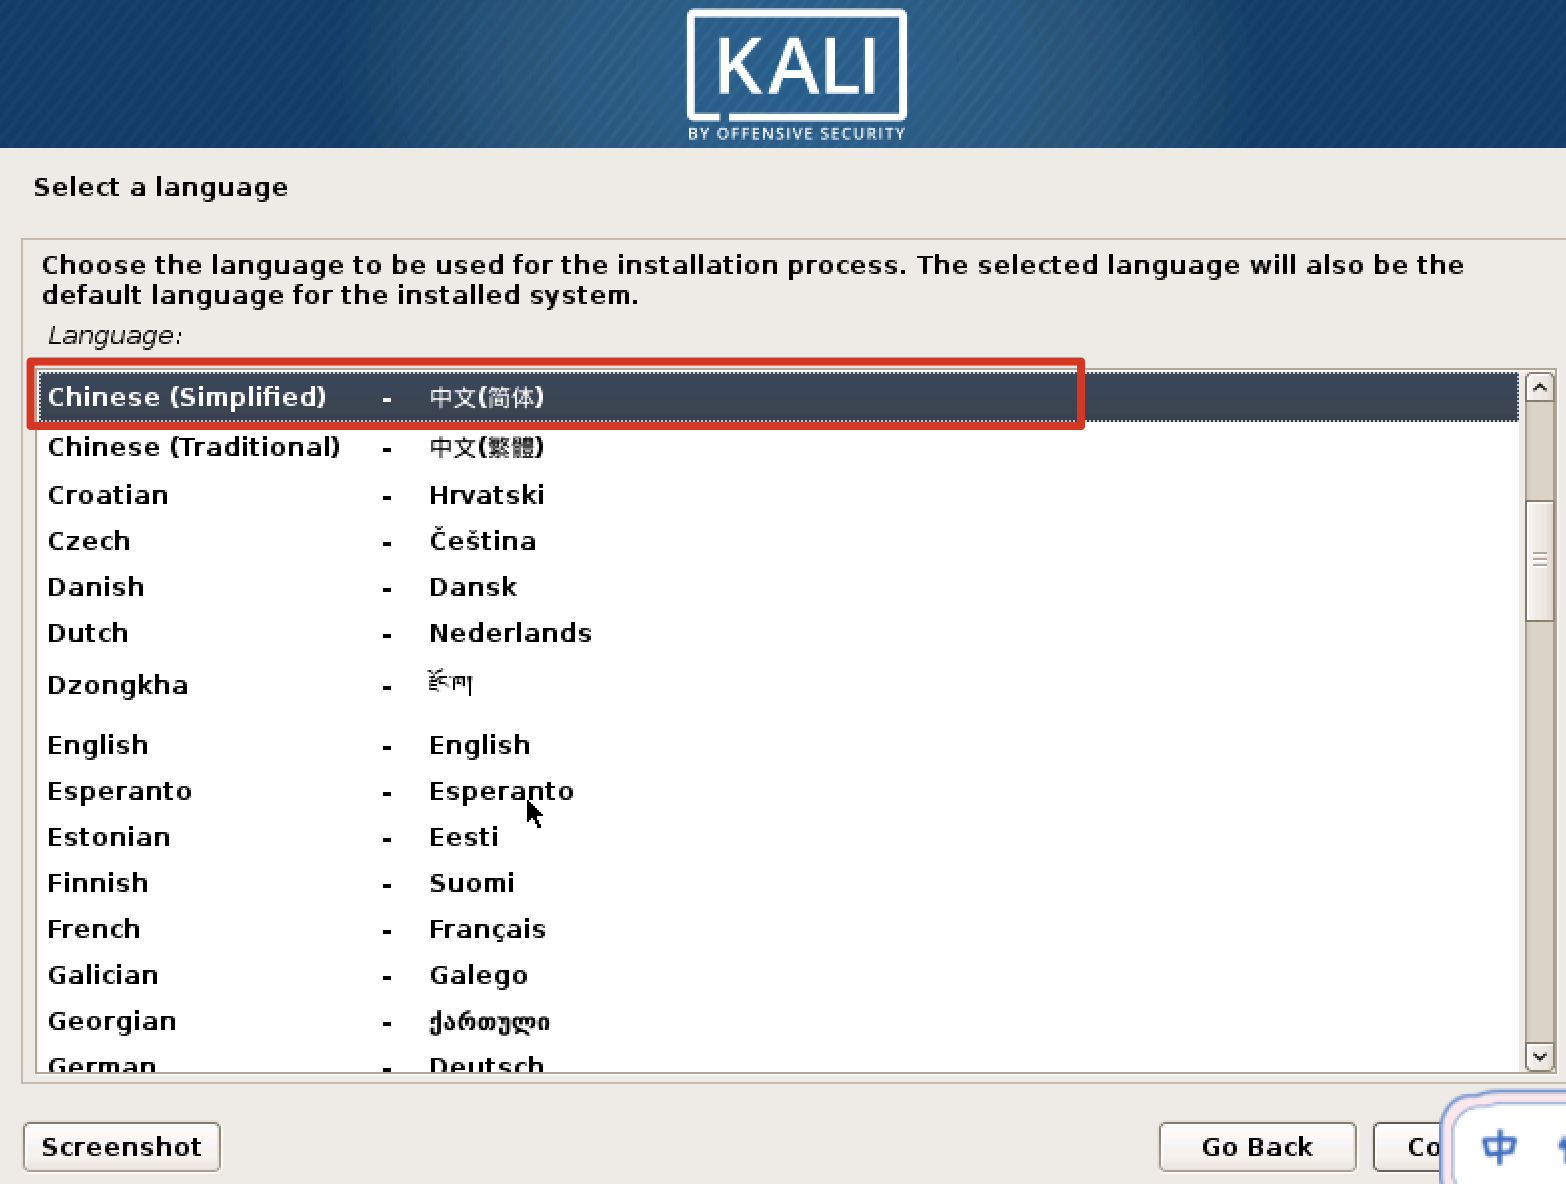 KALI
BY OFFENSIVE SECURITY
Select a language
Choose the language to be used for the installation process. The selected language will also be the
default language for the installed system.
Language:
Chinese (Simplified) - 中文(简体)
Chinese (Traditional) - 中文(繁體)
Croatian - Hrvatski
Czech - Čeština
Danish - Dansk
Dutch - Nederlands
Dzongkha - རྫོང་ཁ།
English - English
Esperanto - Esperanto
Estonian - Eesti
Finnish - Suomi
French - Français
Galician - Galego
Georgian - ქართული
German - Deutsch
Screenshot Go Back Co 中